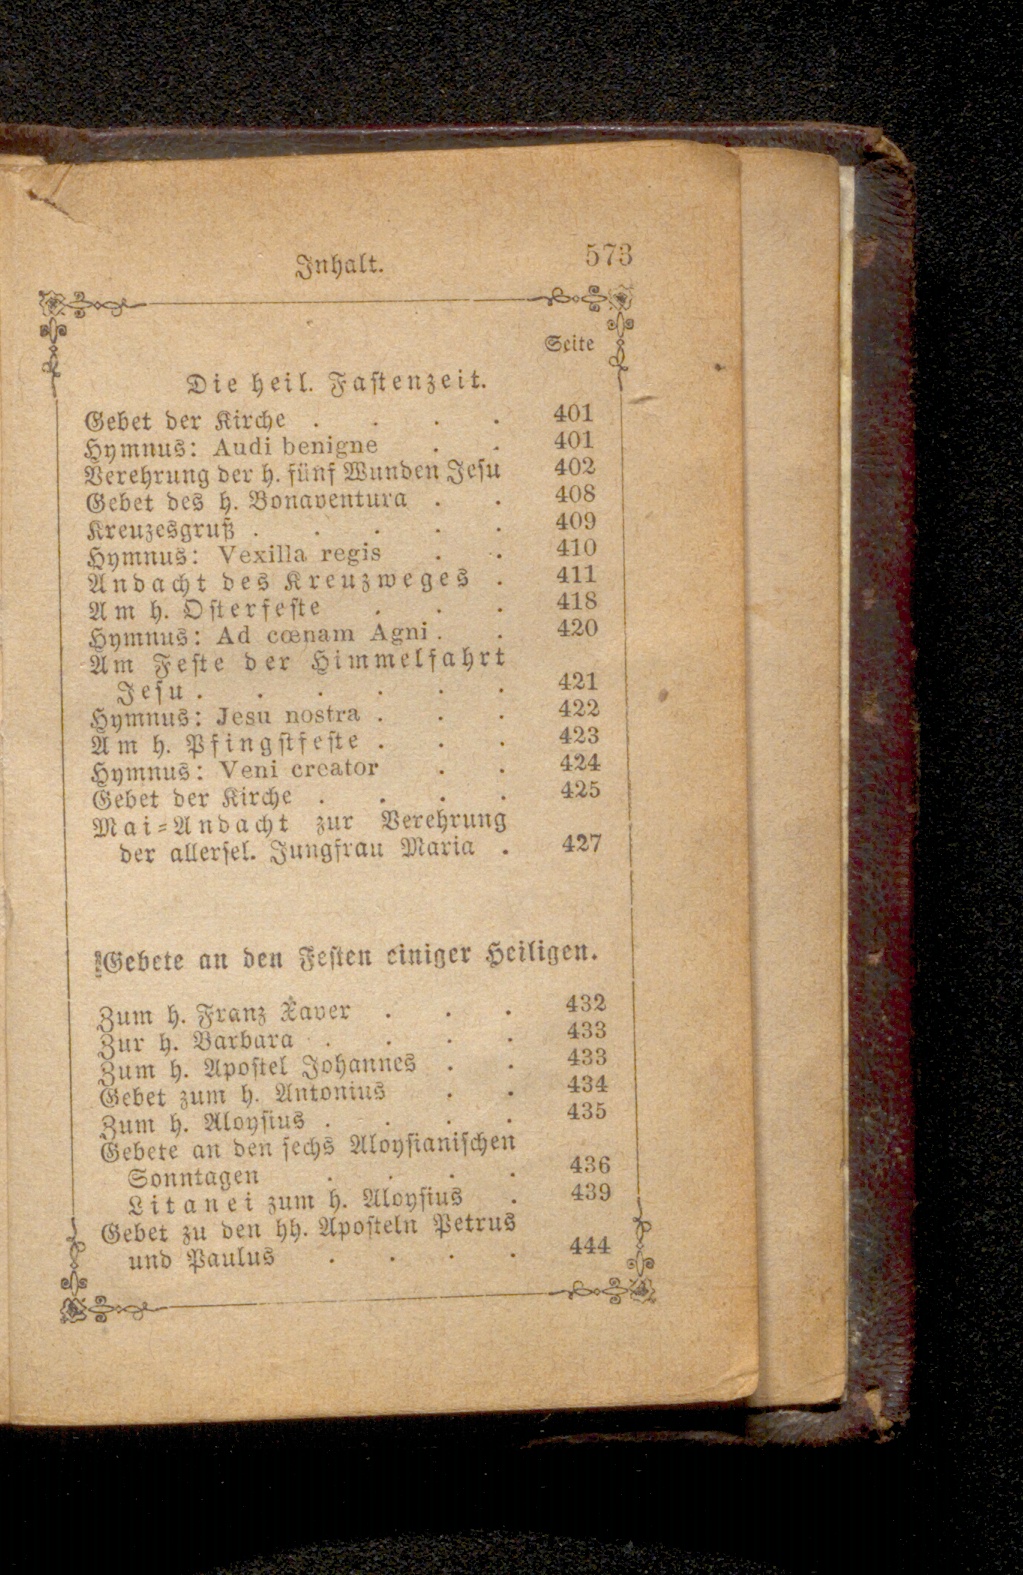 Inhalt. 573
Seite
Die heil. Fastenzeit.
Gebet der Kirche . . . . 401
Hymnus: Audi benigne . . 401
Verehrung der h. fünf Wunden Jesu 402
Gebet des h. Bonaventura . . 408
Kreuzesgruß . . . . . 409
Hymnus: Vexilla regis . . 410
Andacht des Kreuzweges . 411
Am h. Osterfeste . . . 418
Hymnus: Ad cœnam Agni . . 420
Am Feste der Himmelfahrt
Jesu . . . . . . 421
Hymnus: Jesu nostra . . . 422
Am h. Pfingstfeste . . . 423
Hymnus: Veni creator . . 424
Gebet der Kirche . . . . 425
Mai-Andacht zur Verehrung
der allersel. Jungfrau Maria . 427
Gebete an den Festen einiger Heiligen.
Zum h. Franz Xaver . . . 432
Zur h. Barbara . . . . 433
Zum h. Apostel Johannes . . 433
Gebet zum h. Antonius . . 434
Zum h. Aloysius . . . . 435
Gebete an den sechs Aloysianischen
Sonntagen . . . . 436
Litanei zum h. Aloysius . 439
Gebet zu den hh. Aposteln Petrus
und Paulus . . . . 444